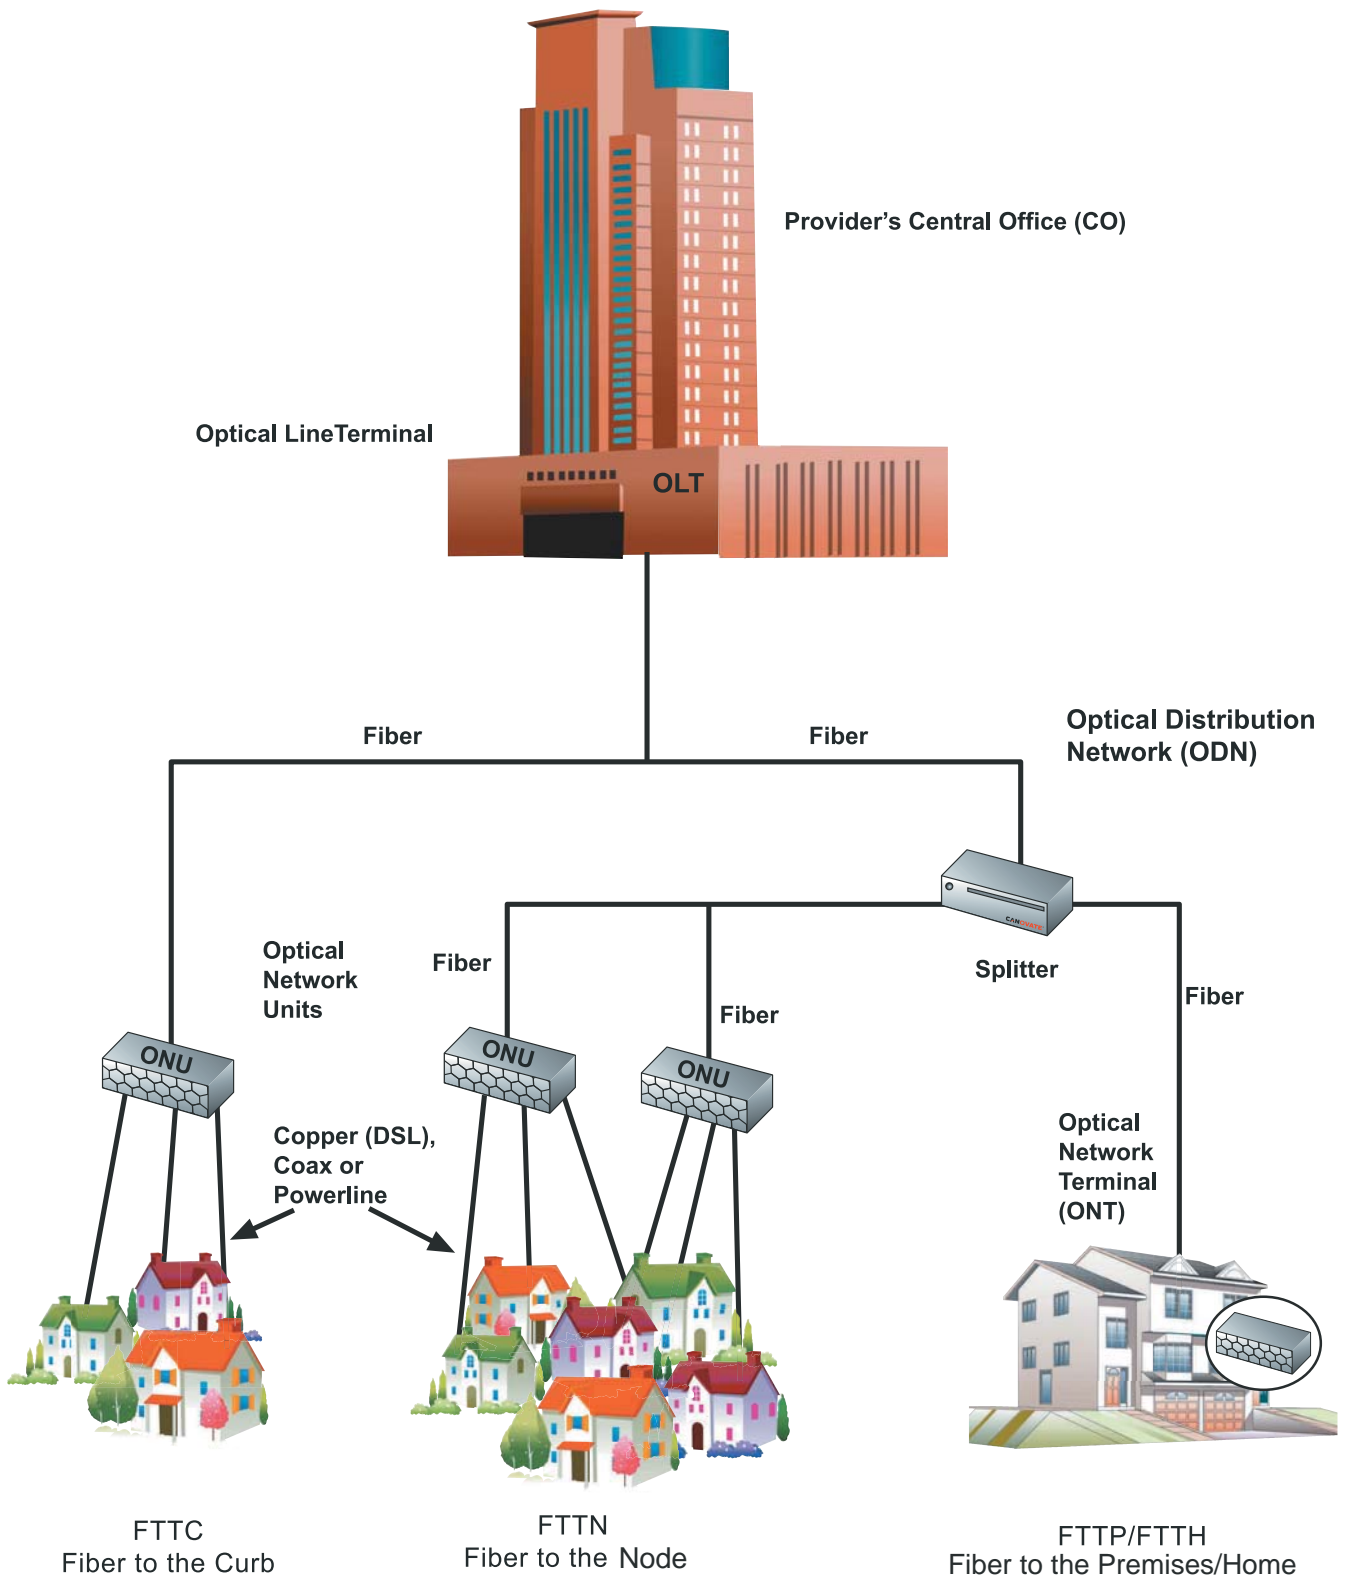 Provider's Central Office (CO)
Optical LineTerminal
OLT
Fiber
Fiber
Optical Distribution
Network (ODN)
CANOVATE
Splitter
Optical
Network
Units
Fiber
Fiber
Fiber
ONU
ONU
ONU
Copper (DSL),
Coax or
Powerline
Optical
Network
Terminal
(ONT)
FTTC
Fiber to the Curb
FTTN
Fiber to the Node
FTTP/FTTH
Fiber to the Premises/Home